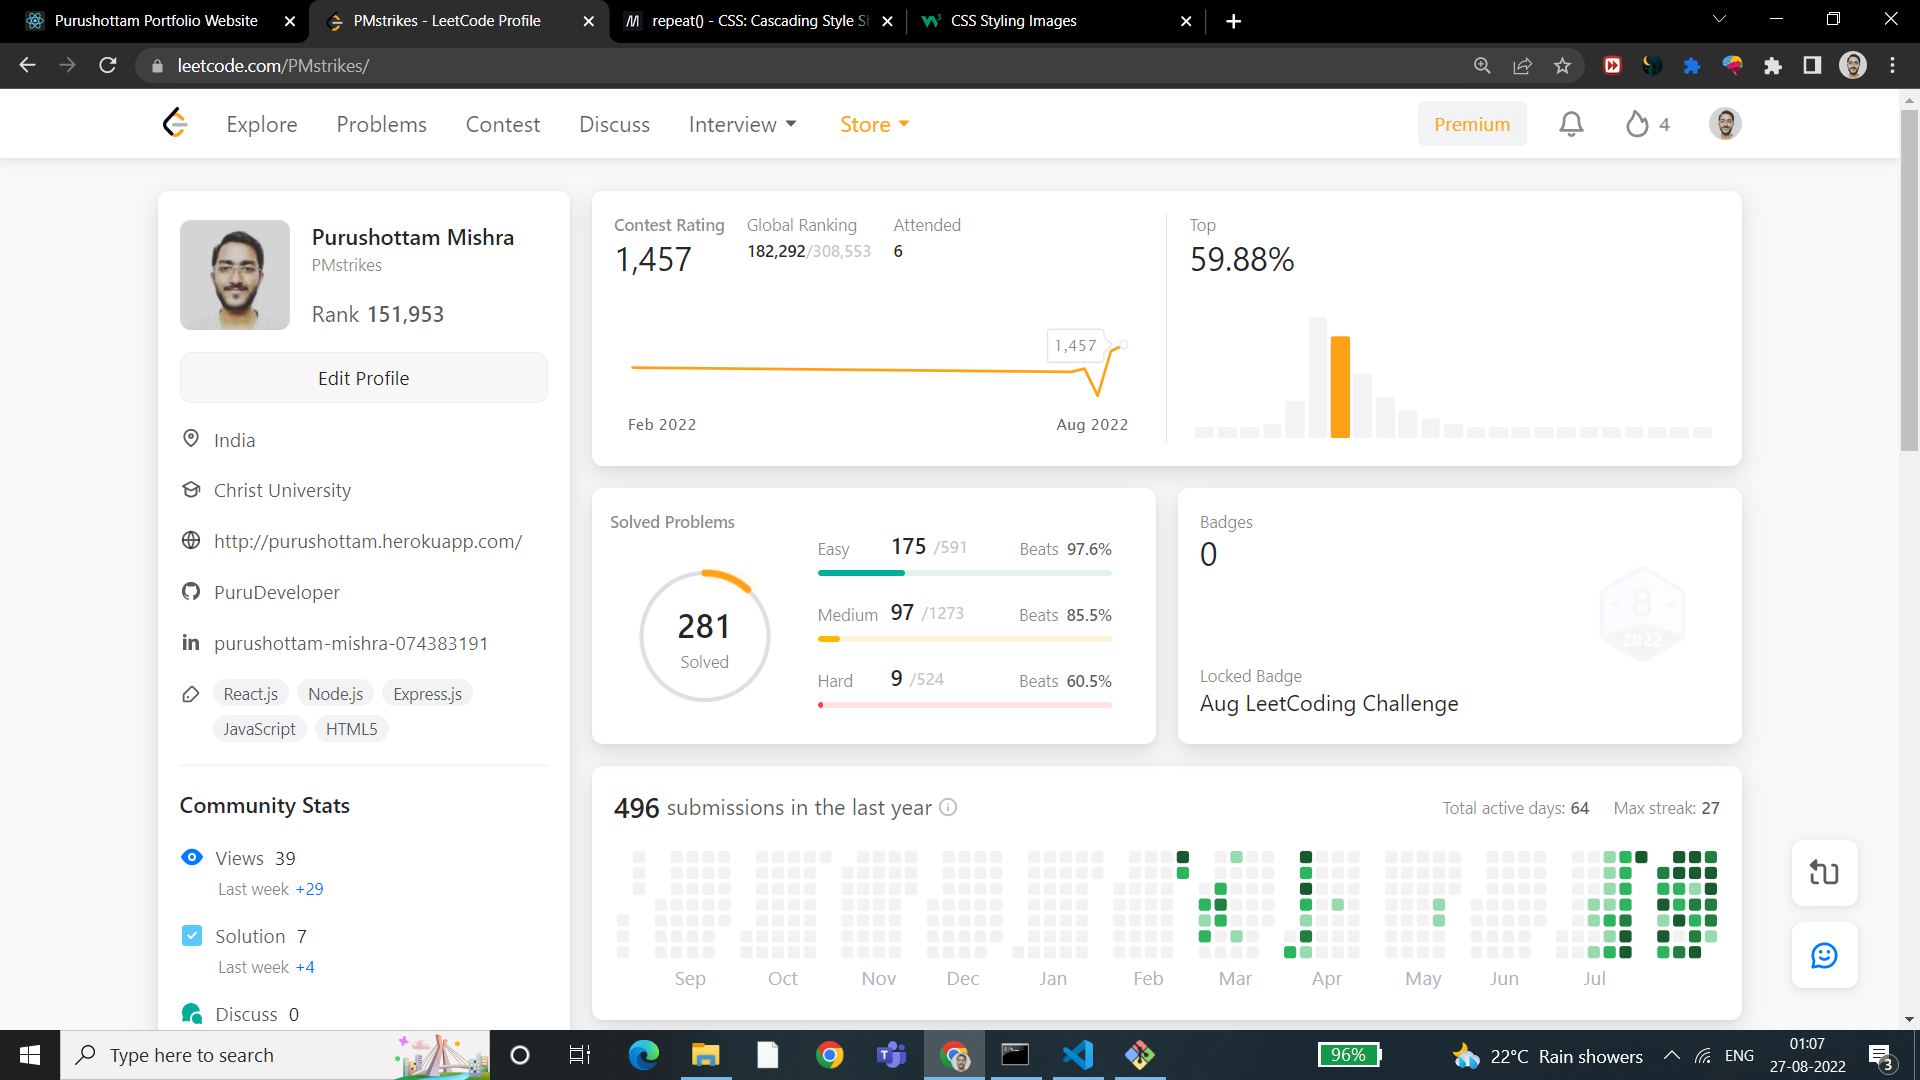 Purushottam Portfolio Website
PMstrikes - LeetCode Profile
repeat() - CSS: Cascading Style Sh
CSS Styling Images
leetcode.com/PMstrikes/
Explore Problems Contest Discuss Interview Store Premium 4
Purushottam Mishra
PMstrikes
Rank 151,953
Edit Profile
India
Christ University
http://purushottam.herokuapp.com/
PuruDeveloper
purushottam-mishra-074383191
React.js Node.js Express.js
JavaScript HTML5
Community Stats
Views 39
Last week +29
Solution 7
Last week +4
Discuss 0
Contest Rating
1,457
Global Ranking
182,292/308,553
Attended
6
1,457
Feb 2022 Aug 2022
Top
59.88%
Solved Problems
281
Solved
Easy 175 /591 Beats 97.6%
Medium 97 /1273 Beats 85.5%
Hard 9 /524 Beats 60.5%
Badges
0
8
2022
Locked Badge
Aug LeetCoding Challenge
496 submissions in the last year
Total active days: 64 Max streak: 27
Sep Oct Nov Dec Jan Feb Mar Apr May Jun Jul
Type here to search
96%
22°C Rain showers
ENG
01:07
27-08-2022
3